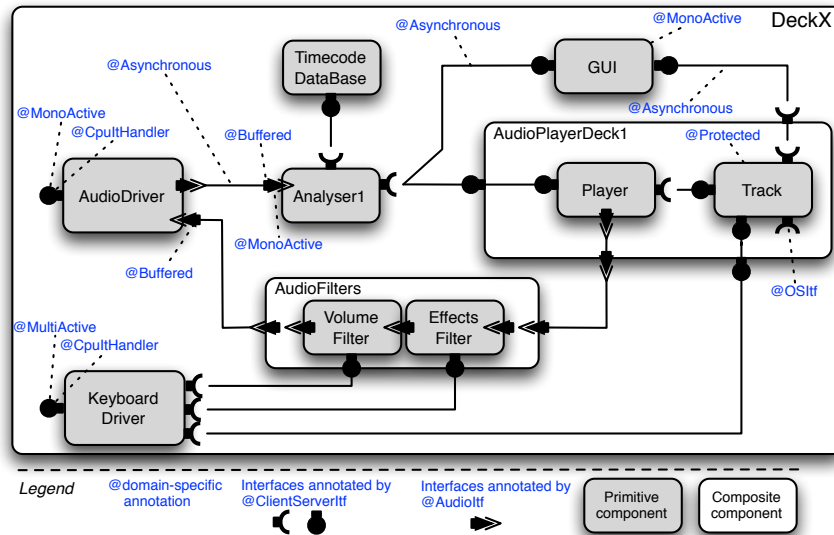 DeckX
@MonoActive
@Asynchronous
Timecode
DataBase
GUI
@Asynchronous
@MonoActive
@CpuItHandler
@Buffered
@Asynchronous
AudioPlayerDeck1
@Protected
AudioDriver
Analyser1
Player
Track
@MonoActive
@Buffered
@OSItf
AudioFilters
Volume
Filter
Effects
Filter
@MultiActive
@CpuItHandler
Keyboard
Driver
Legend
@domain-specific
annotation
Interfaces annotated by
@ClientServerItf
Interfaces annotated by
@AudioItf
Primitive
component
Composite
component